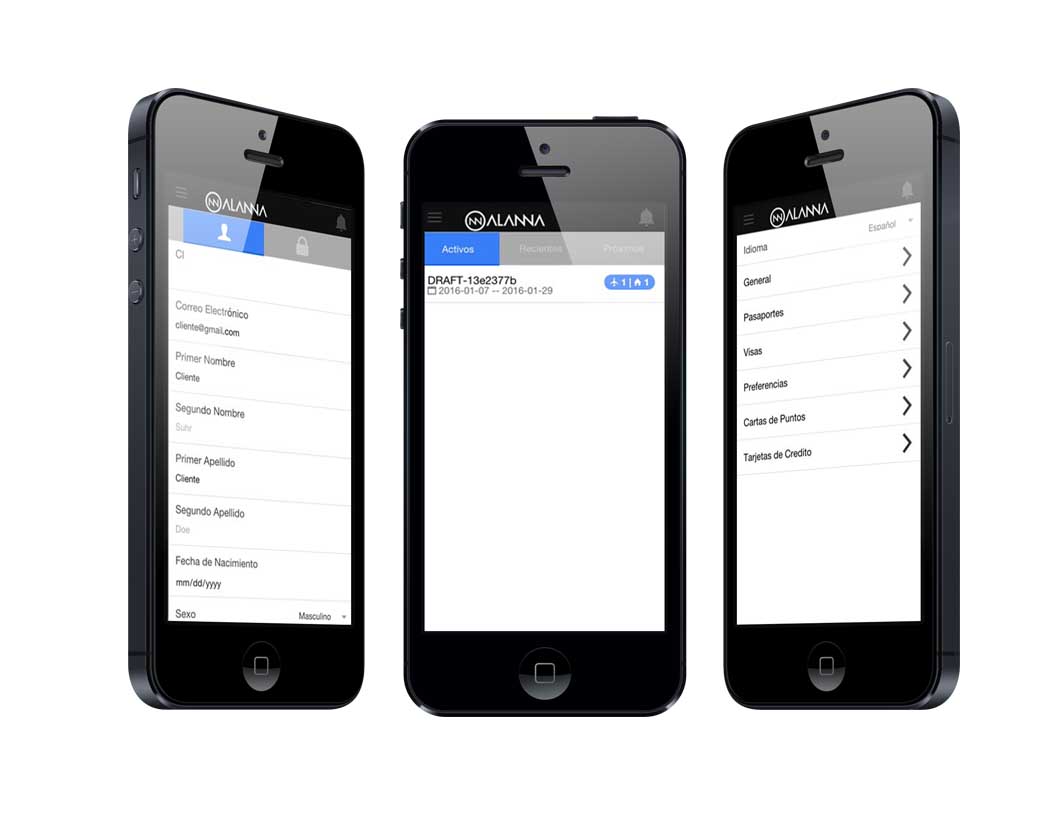 ALANNA
CI
Correo Electrónico
cliente@gmail.com
Primer Nombre
Cliente
Segundo Nombre
Suhr
Primer Apellido
Cliente
Segundo Apellido
Doe
Fecha de Nacimiento
mm/dd/yyyy
Sexo Masculino
ALANNA
Activos Recientes Próximos
DRAFT-13e2377b
1 | 1
2016-01-07 -- 2016-01-29
ALANNA
Idioma Español
General
Pasaportes
Visas
Preferencias
Cartas de Puntos
Tarjetas de Credito